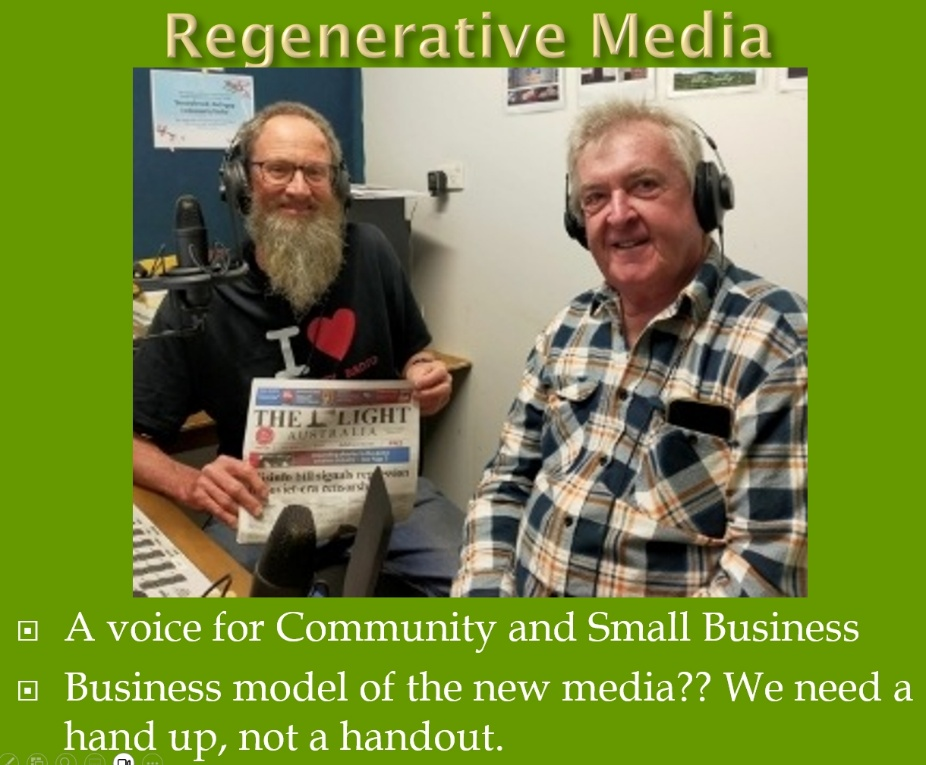 Regenerative Media
I
RADIO
THE LIGHT
AUSTRALIA
A voice for Community and Small Business
Business model of the new media?? We need a
hand up, not a handout.